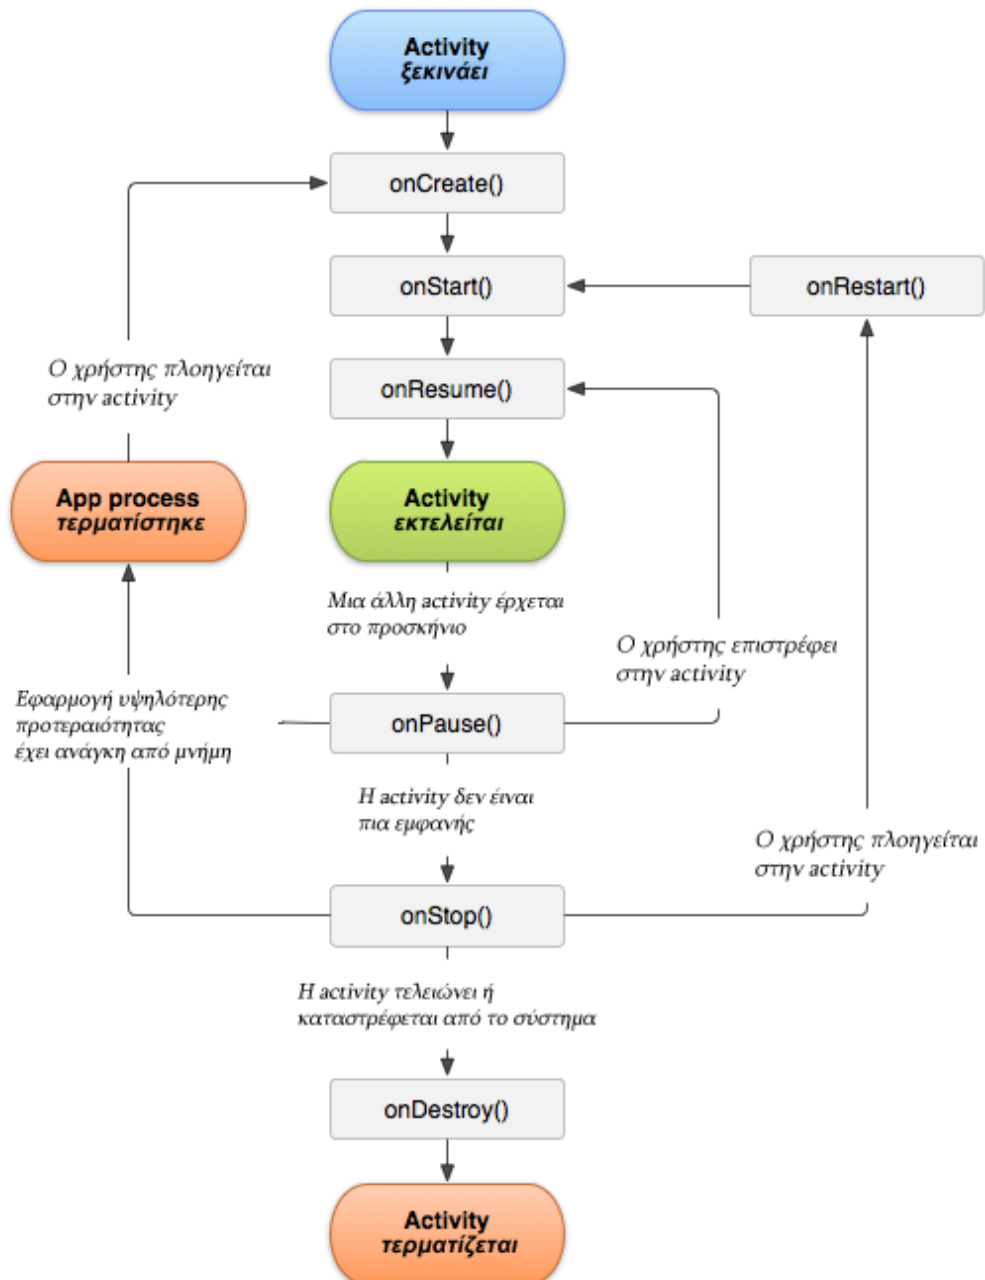 Activity
ξεκινάει
onCreate()
onStart()
onRestart()
Ο χρήστης πλοηγείται
στην activity
onResume()
App process
τερματίστηκε
Activity
εκτελείται
Μια άλλη activity έρχεται
στο προσκήνιο
Ο χρήστης επιστρέφει
στην activity
Εφαρμογή υψηλότερης
προτεραιότητας
έχει ανάγκη από μνήμη
onPause()
Η activity δεν έιναι
πια εμφανής
Ο χρήστης πλοηγείται
στην activity
onStop()
Η activity τελειώνει ή
καταστρέφεται από το σύστημα
onDestroy()
Activity
τερματίζεται